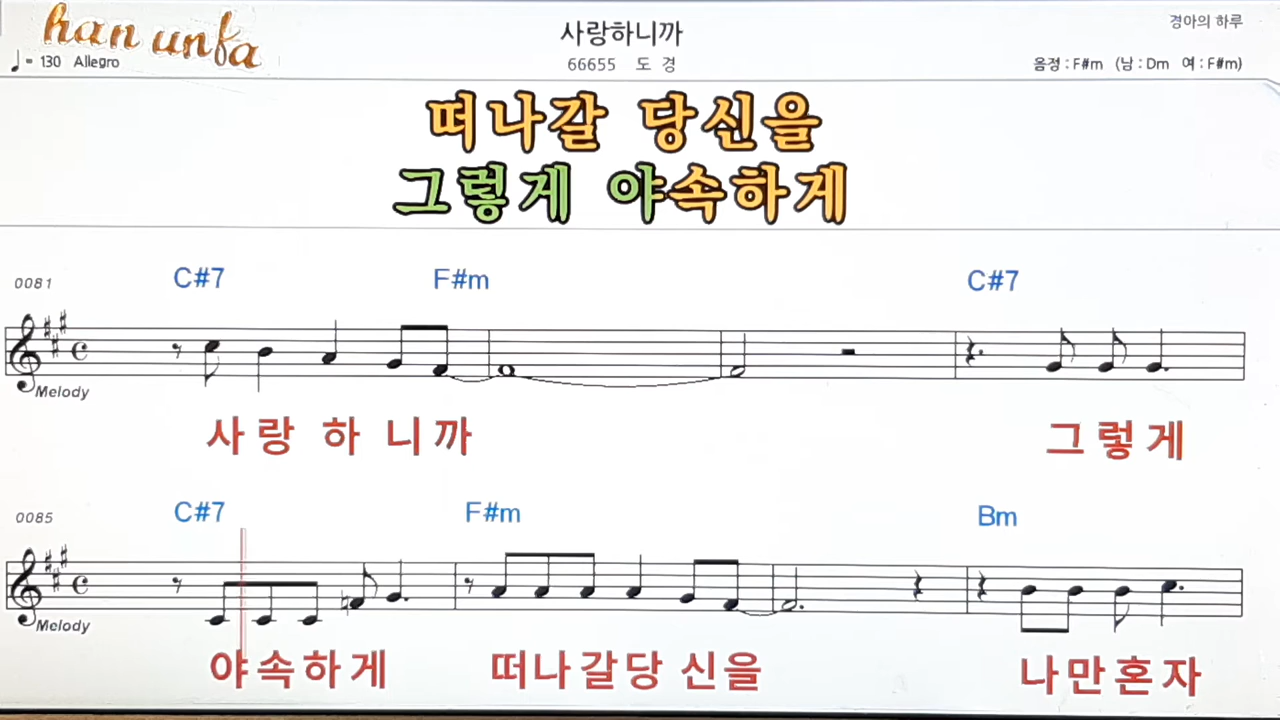 han unfa
사랑하니까
경아의 하루
♩= 130 Allegro
66655 도 경
음정 : F#m (남 : Dm 여 : F#m)
떠나갈 당신을
그렇게 야속하게
0081 C#7 F#m C#7
Melody
사 랑 하 니 까 그 렇 게
0085 C#7 F#m Bm
Melody
야 속 하 게 떠 나 갈 당 신 을 나 만 혼 자